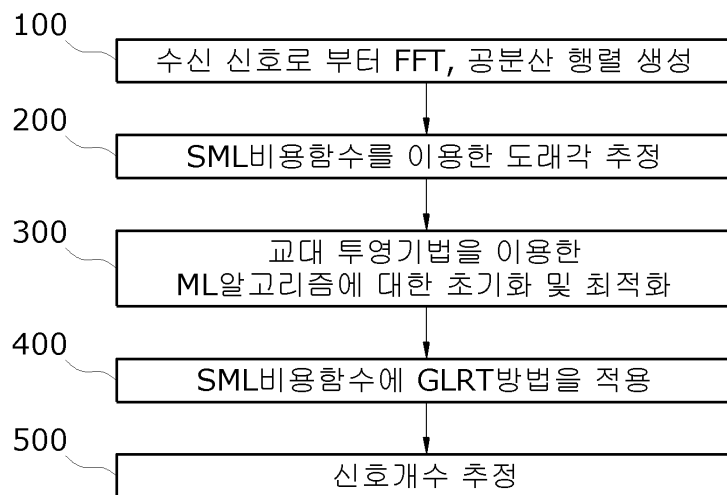 100
수신 신호로 부터 FFT, 공분산 행렬 생성
200
SML비용함수를 이용한 도래각 추정
300
교대 투영기법을 이용한
ML알고리즘에 대한 초기화 및 최적화
400
SML비용함수에 GLRT방법을 적용
500
신호개수 추정